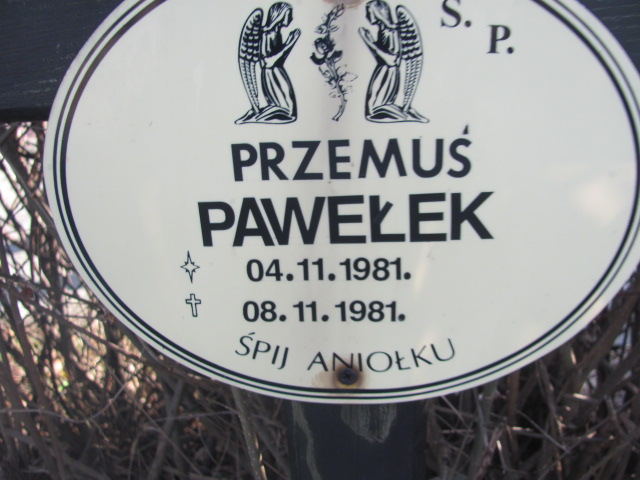 Ś. P.
PRZEMUŚ
PAWEŁEK
04.11.1981.
08.11.1981.
ŚPIJ ANIOŁKU